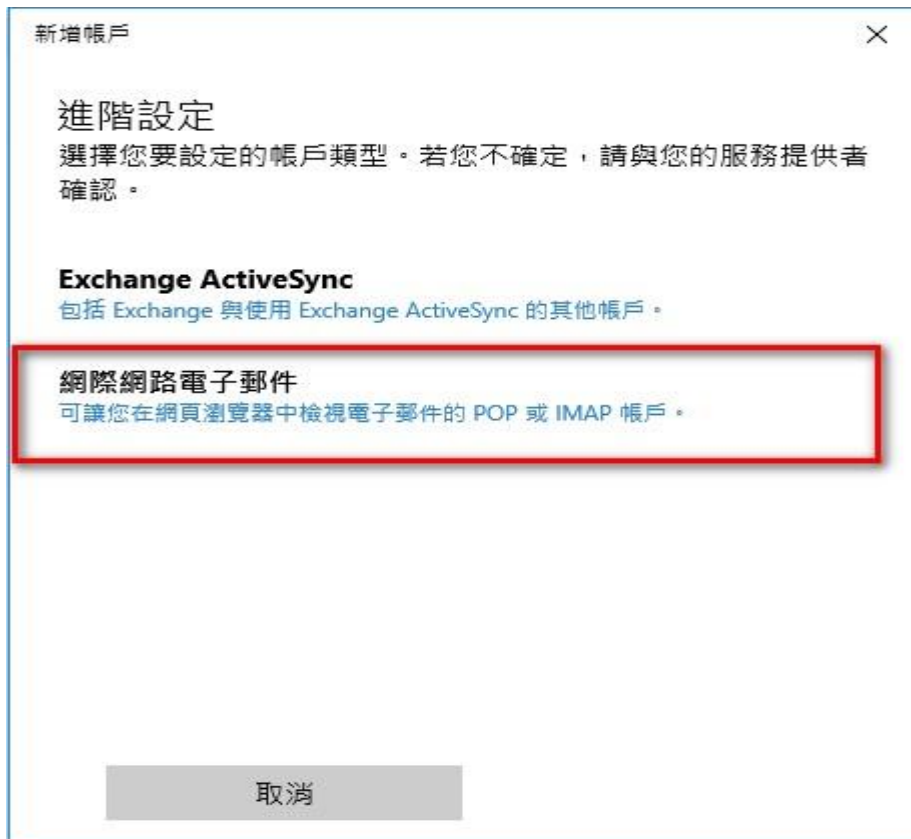 新增帳戶
進階設定
選擇您要設定的帳戶類型。若您不確定，請與您的服務提供者
確認。
Exchange ActiveSync
包括 Exchange 與使用 Exchange ActiveSync 的其他帳戶。
網際網路電子郵件
可讓您在網頁瀏覽器中檢視電子郵件的 POP 或 IMAP 帳戶。
取消